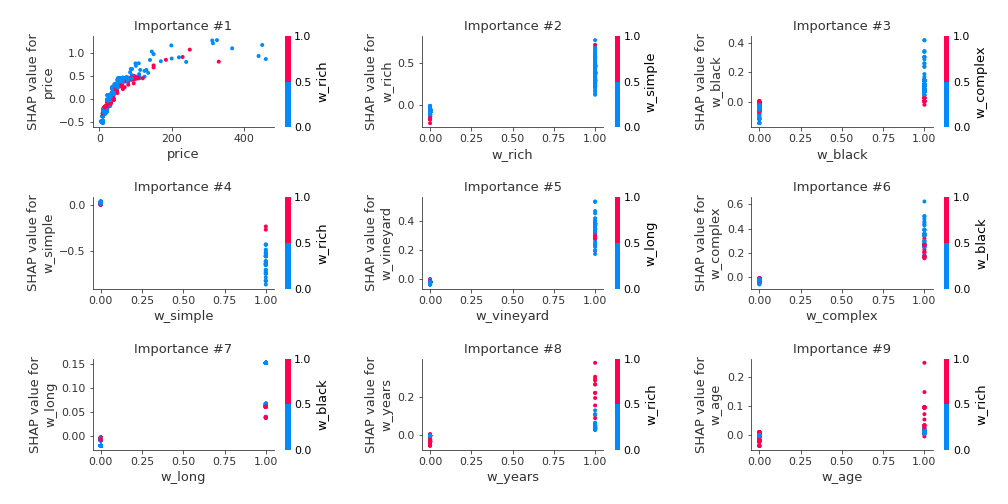 Importance #1
SHAP value for
price
1.0
0.5
0.0
−0.5
0
200
400
price
1.0
0.5
0.0
w_rich
Importance #2
SHAP value for
w_rich
0.5
0.0
0.00 0.25 0.50 0.75 1.00
w_rich
1.0
0.5
0.0
w_simple
Importance #3
SHAP value for
w_black
0.4
0.2
0.0
0.00 0.25 0.50 0.75 1.00
w_black
1.0
0.5
0.0
w_complex
Importance #4
SHAP value for
w_simple
0.0
−0.5
0.00 0.25 0.50 0.75 1.00
w_simple
1.0
0.5
0.0
w_rich
Importance #5
SHAP value for
w_vineyard
0.4
0.2
0.0
0.00 0.25 0.50 0.75 1.00
w_vineyard
1.0
0.5
0.0
w_long
Importance #6
SHAP value for
w_complex
0.6
0.4
0.2
0.0
0.00 0.25 0.50 0.75 1.00
w_complex
1.0
0.5
0.0
w_black
Importance #7
SHAP value for
w_long
0.15
0.10
0.05
0.00
0.00 0.25 0.50 0.75 1.00
w_long
1.0
0.5
0.0
w_black
Importance #8
SHAP value for
w_years
0.2
0.0
0.00 0.25 0.50 0.75 1.00
w_years
1.0
0.5
0.0
w_rich
Importance #9
SHAP value for
w_age
0.2
0.1
0.0
0.00 0.25 0.50 0.75 1.00
w_age
1.0
0.5
0.0
w_rich